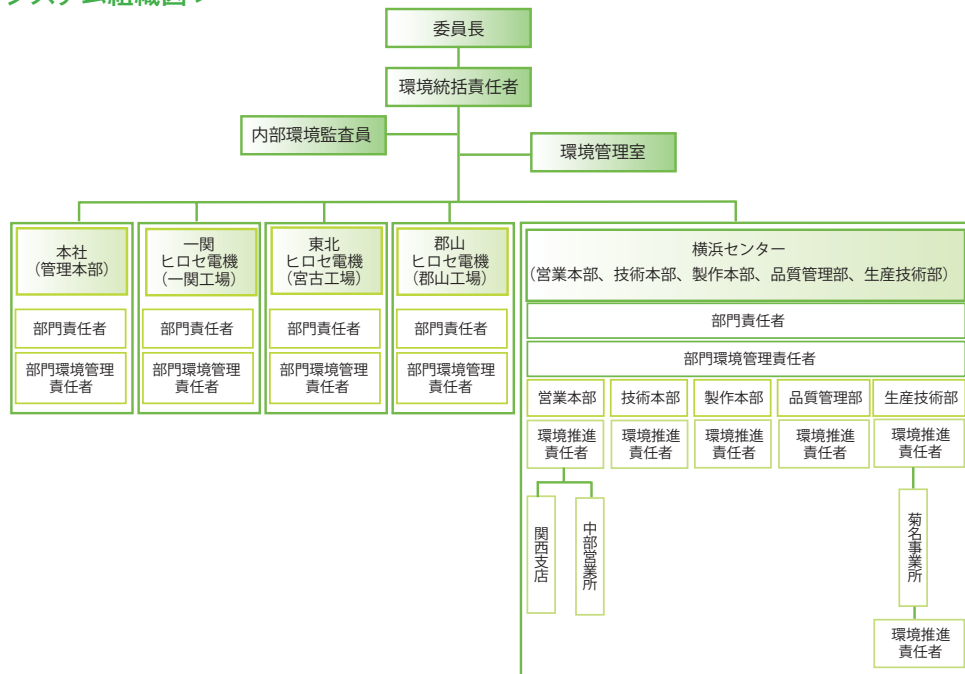 システム組織図
委員長
環境統括責任者
内部環境監査員
環境管理室
本社
（管理本部）
一関
ヒロセ電機
（一関工場）
東北
ヒロセ電機
（宮古工場）
郡山
ヒロセ電機
（郡山工場）
横浜センター
（営業本部、技術本部、製作本部、品質管理部、生産技術部）
部門責任者
部門責任者
部門責任者
部門責任者
部門責任者
部門環境管理
責任者
部門環境管理
責任者
部門環境管理
責任者
部門環境管理
責任者
部門環境管理責任者
営業本部
技術本部
製作本部
品質管理部
生産技術部
環境推進
責任者
環境推進
責任者
環境推進
責任者
環境推進
責任者
環境推進
責任者
関西支店
中部営業所
菊名事業所
環境推進
責任者